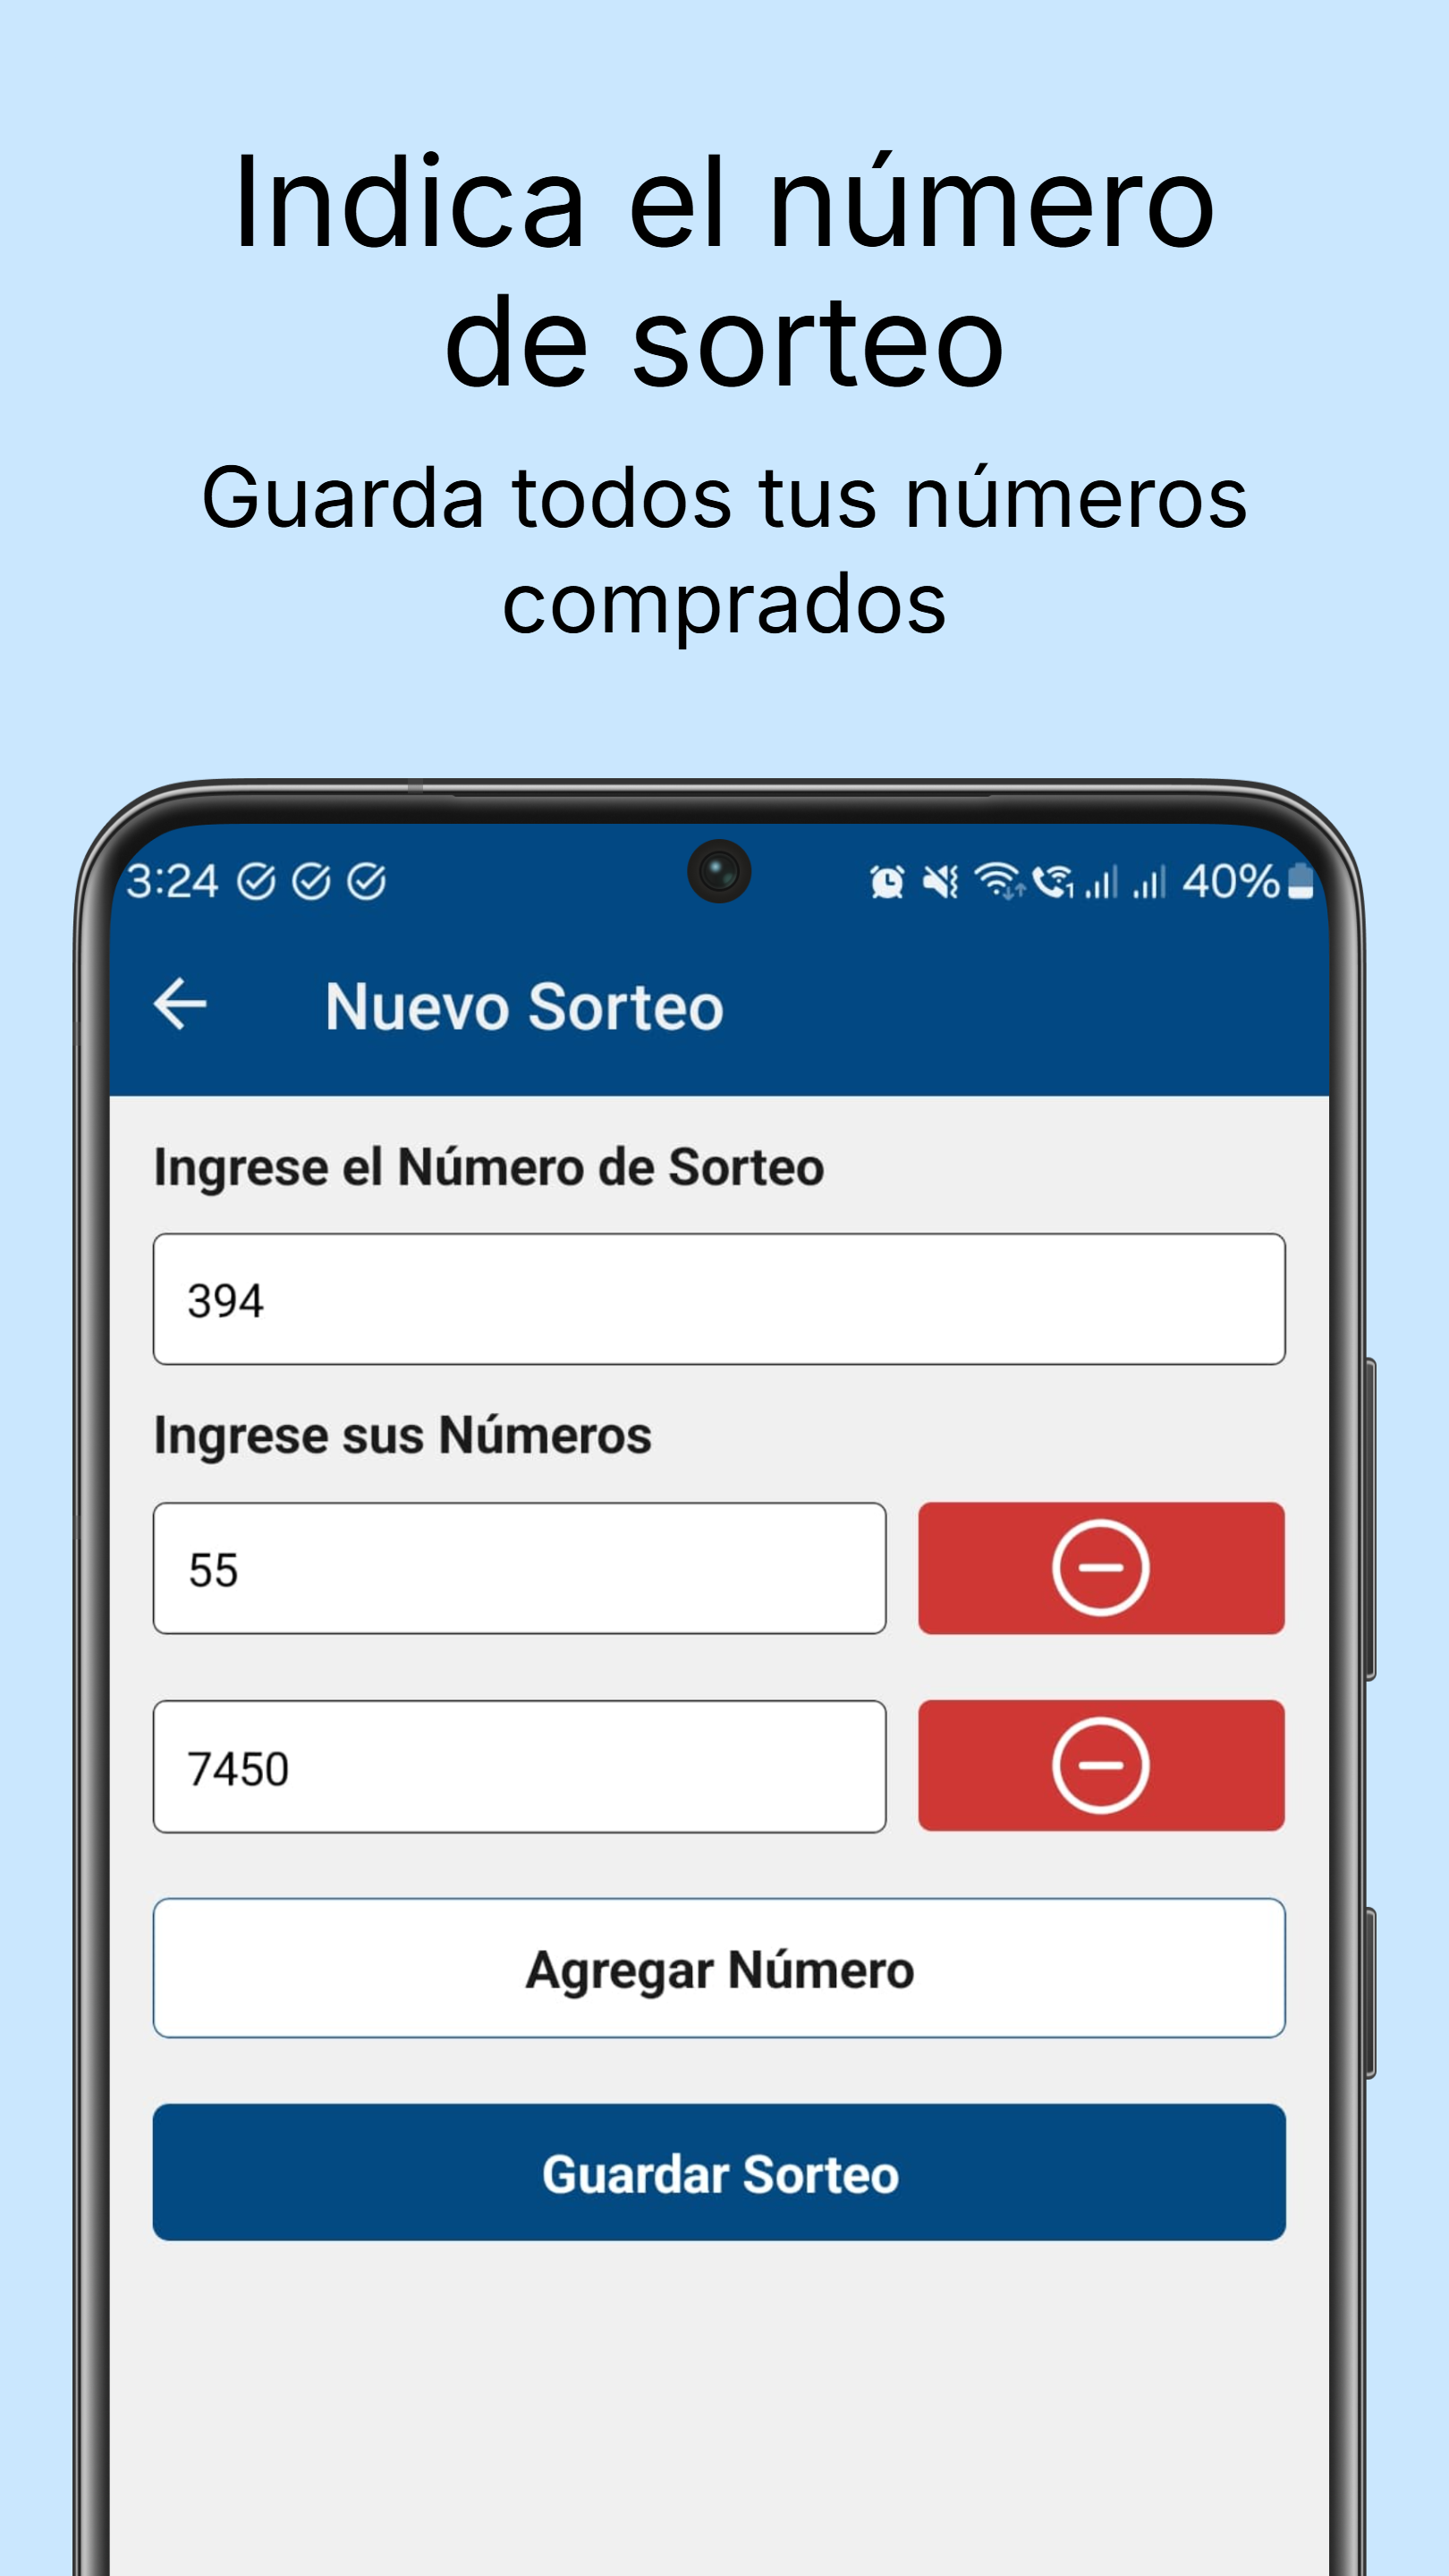 Indica el número
de sorteo
Guarda todos tus números
comprados
3:24
40%
Nuevo Sorteo
Ingrese el Número de Sorteo
394
Ingrese sus Números
55
7450
Agregar Número
Guardar Sorteo